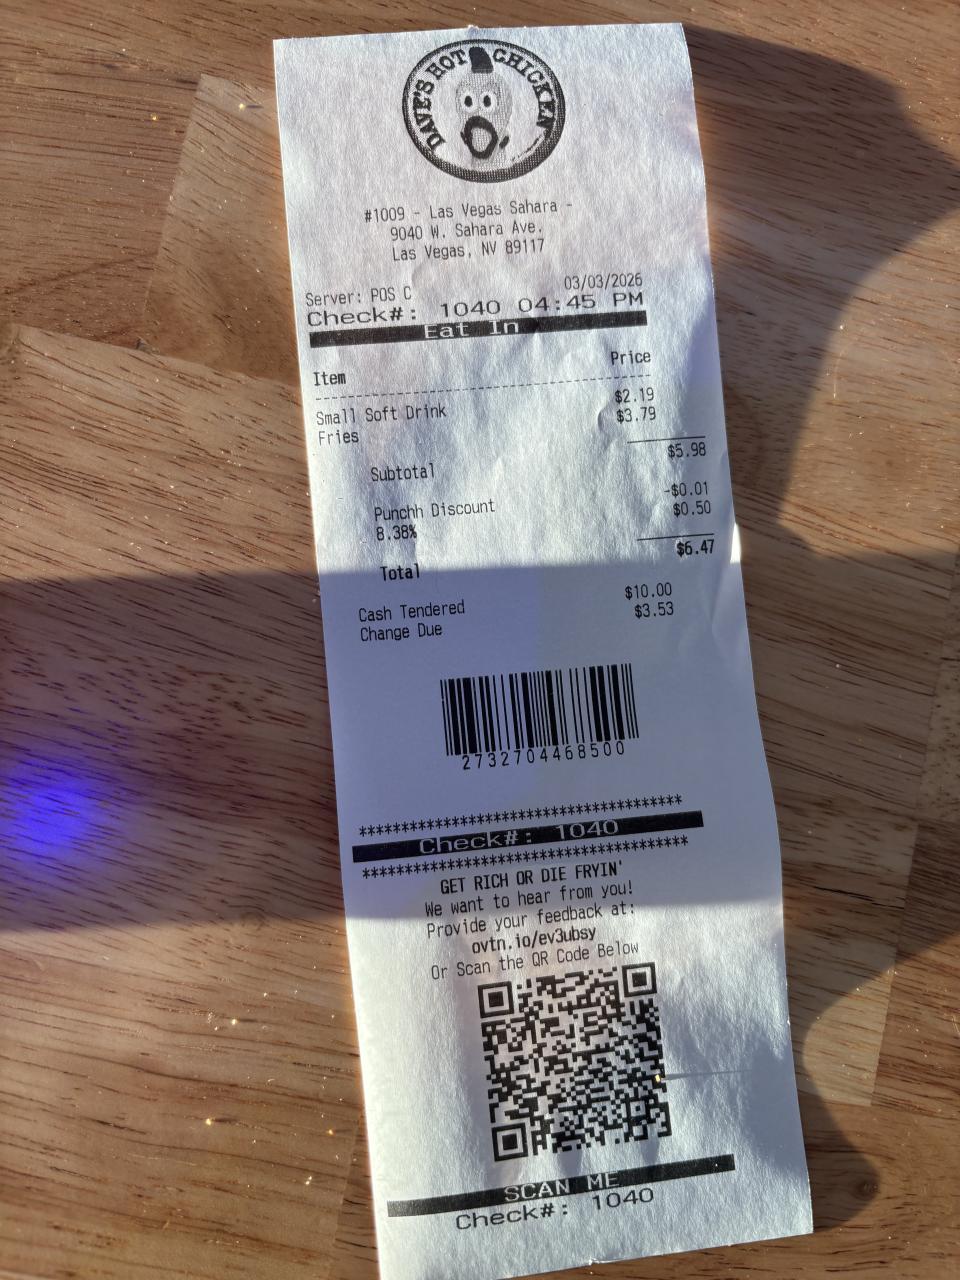 DAVE'S HOT CHICKEN
#1009 - Las Vegas Sahara -
9040 W. Sahara Ave.
Las Vegas, NV 89117
Server: POS C 03/03/2026
Check#: 1040 04:45 PM
Eat In
Item Price
Small Soft Drink $2.19
Fries $3.79
Subtotal $5.98
Punchh Discount -$0.01
8.38% $0.50
Total $6.47
Cash Tendered $10.00
Change Due $3.53
2732704468500
****************************************
Check#: 1040
****************************************
GET RICH OR DIE FRYIN'
We want to hear from you!
Provide your feedback at:
ovtn.io/ev3ubsy
Or Scan the QR Code Below
SCAN ME
Check#: 1040